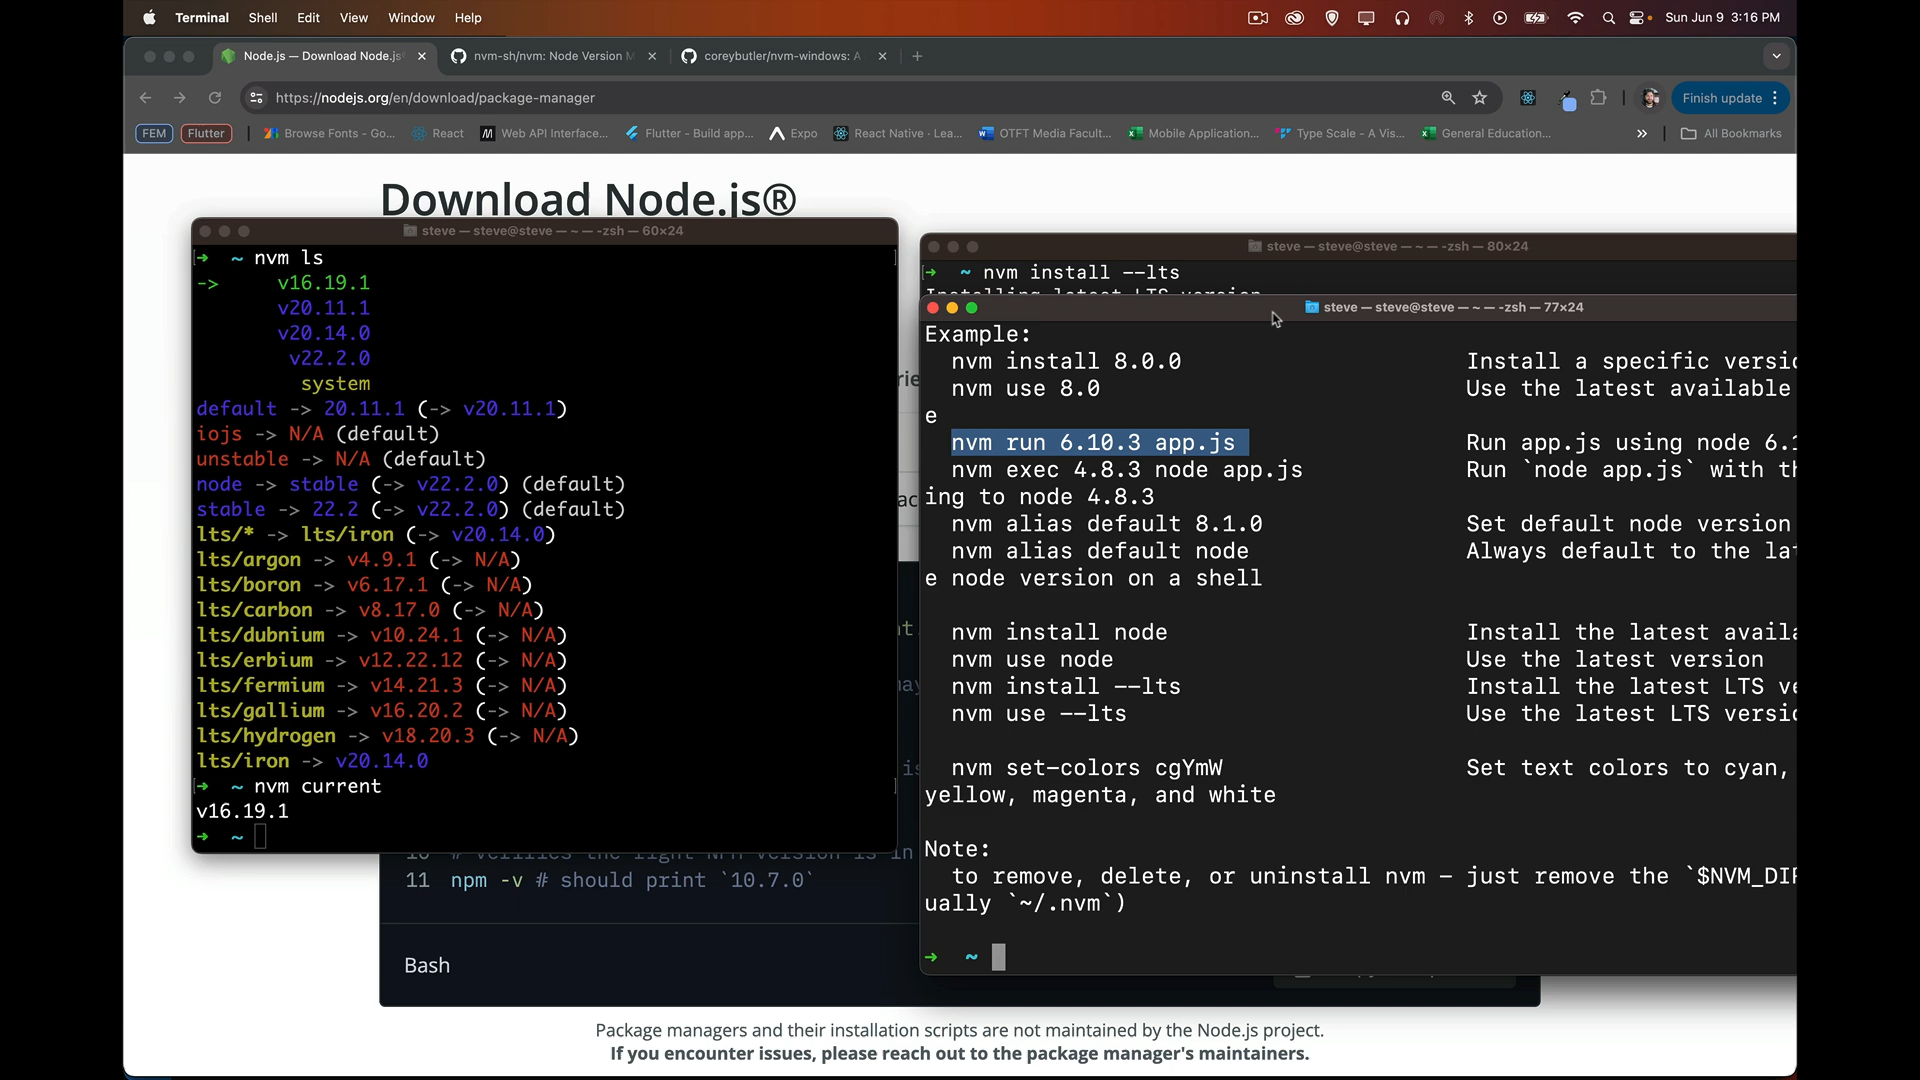 Terminal Shell Edit View Window Help
Sun Jun 9 3:16 PM
Node.js — Download Node.js
nvm-sh/nvm: Node Version M
coreybutler/nvm-windows: A
https://nodejs.org/en/download/package-manager
Finish update
FEM Flutter Browse Fonts - Go... React Web API Interface... Flutter - Build app... Expo React Native · Lea... OTFT Media Facult... Mobile Application... Type Scale - A Vis... General Education... » All Bookmarks
Download Node.js®
steve — steve@steve — ~ — -zsh — 60×24
➜ ~ nvm ls
-> v16.19.1
v20.11.1
v20.14.0
v22.2.0
system
default -> 20.11.1 (-> v20.11.1)
iojs -> N/A (default)
unstable -> N/A (default)
node -> stable (-> v22.2.0) (default)
stable -> 22.2 (-> v22.2.0) (default)
lts/* -> lts/iron (-> v20.14.0)
lts/argon -> v4.9.1 (-> N/A)
lts/boron -> v6.17.1 (-> N/A)
lts/carbon -> v8.17.0 (-> N/A)
lts/dubnium -> v10.24.1 (-> N/A)
lts/erbium -> v12.22.12 (-> N/A)
lts/fermium -> v14.21.3 (-> N/A)
lts/gallium -> v16.20.2 (-> N/A)
lts/hydrogen -> v18.20.3 (-> N/A)
lts/iron -> v20.14.0
➜ ~ nvm current
v16.19.1
➜ ~
steve — steve@steve — ~ — -zsh — 80×24
➜ ~ nvm install --lts
Installing latest LTS version
steve — steve@steve — ~ — -zsh — 77×24
Example:
nvm install 8.0.0 Install a specific versic
nvm use 8.0 Use the latest available
e
nvm run 6.10.3 app.js Run app.js using node 6.1
nvm exec 4.8.3 node app.js Run `node app.js` with th
ing to node 4.8.3
nvm alias default 8.1.0 Set default node version
nvm alias default node Always default to the lat
e node version on a shell
nvm install node Install the latest availa
nvm use node Use the latest version
nvm install --lts Install the latest LTS ve
nvm use --lts Use the latest LTS versic
nvm set-colors cgYmW Set text colors to cyan,
yellow, magenta, and white
Note:
to remove, delete, or uninstall nvm - just remove the `$NVM_DIR
ually `~/.nvm`)
➜ ~
10 # verifies the right NPM version is in
11 npm -v # should print `10.7.0`
Bash
Package managers and their installation scripts are not maintained by the Node.js project.
If you encounter issues, please reach out to the package manager's maintainers.